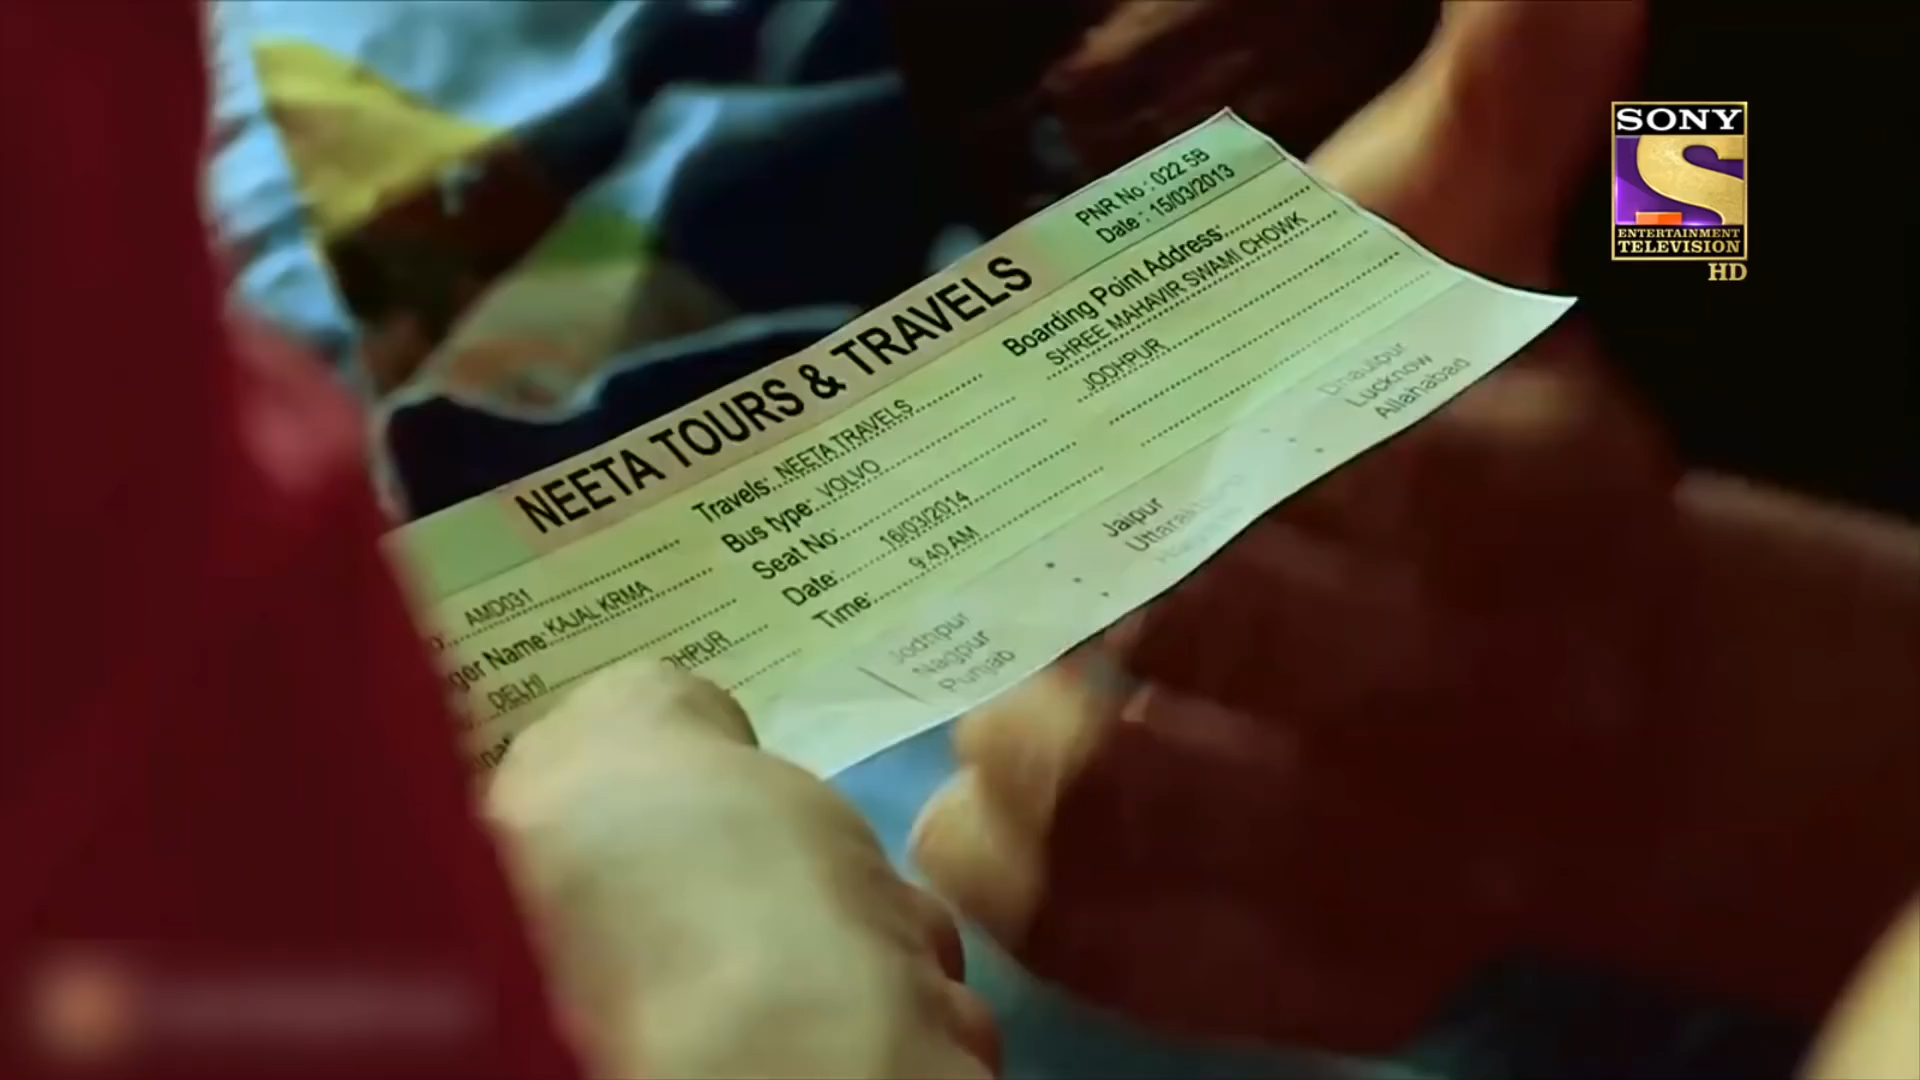 SONY
ENTERTAINMENT
TELEVISION
HD
NEETA TOURS & TRAVELS
PNR No : 022 5B
Date : 15/03/2013
AMD031
Name: KAJAL KRMA
DELHI
Travels: NEETA TRAVELS
Bus type: VOLVO
Seat No:
Date: 16/03/2014
Time: 9.40 AM
Boarding Point Address:
SHREE MAHAVIR SWAMI CHOWK
JODHPUR
Jodhpur
Nagpur
Punjab
Jaipur
Dhaulpur
Lucknow
Allahabad